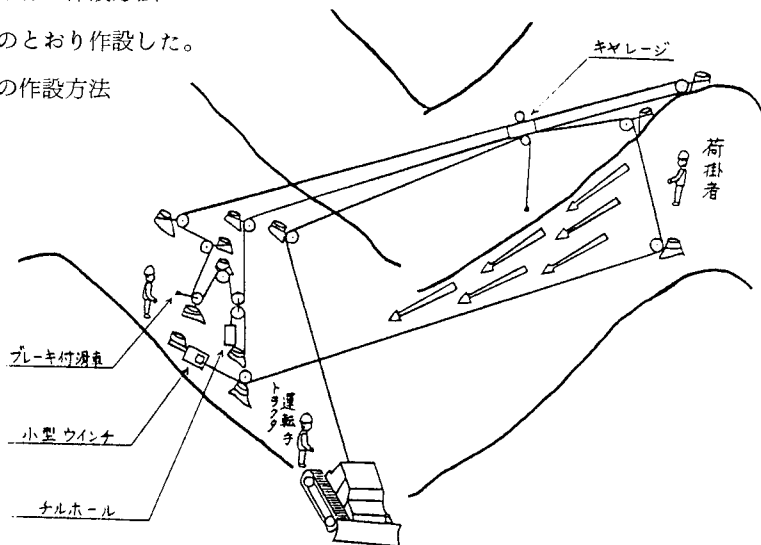 のとおり作設した。
の作設方法
キャレージ
荷掛者
ブレーキ付滑車
小型ウインチ
チルホール
運転手
トラクタ